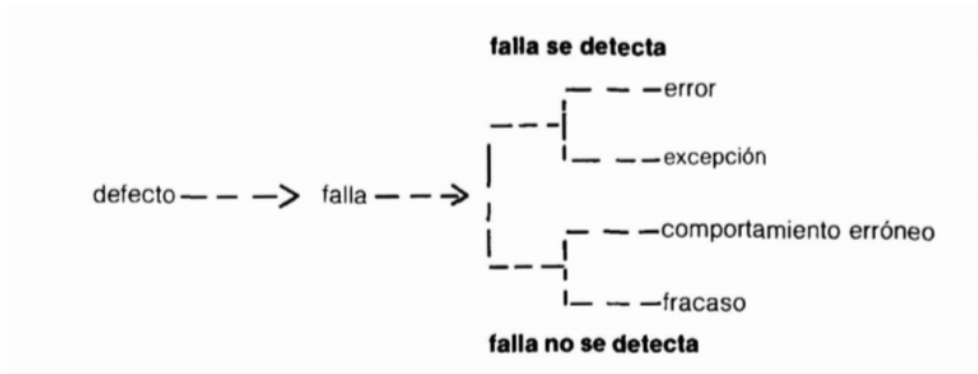 falla se detecta
error
excepción
defecto falla
comportamiento erróneo
fracaso
falla no se detecta